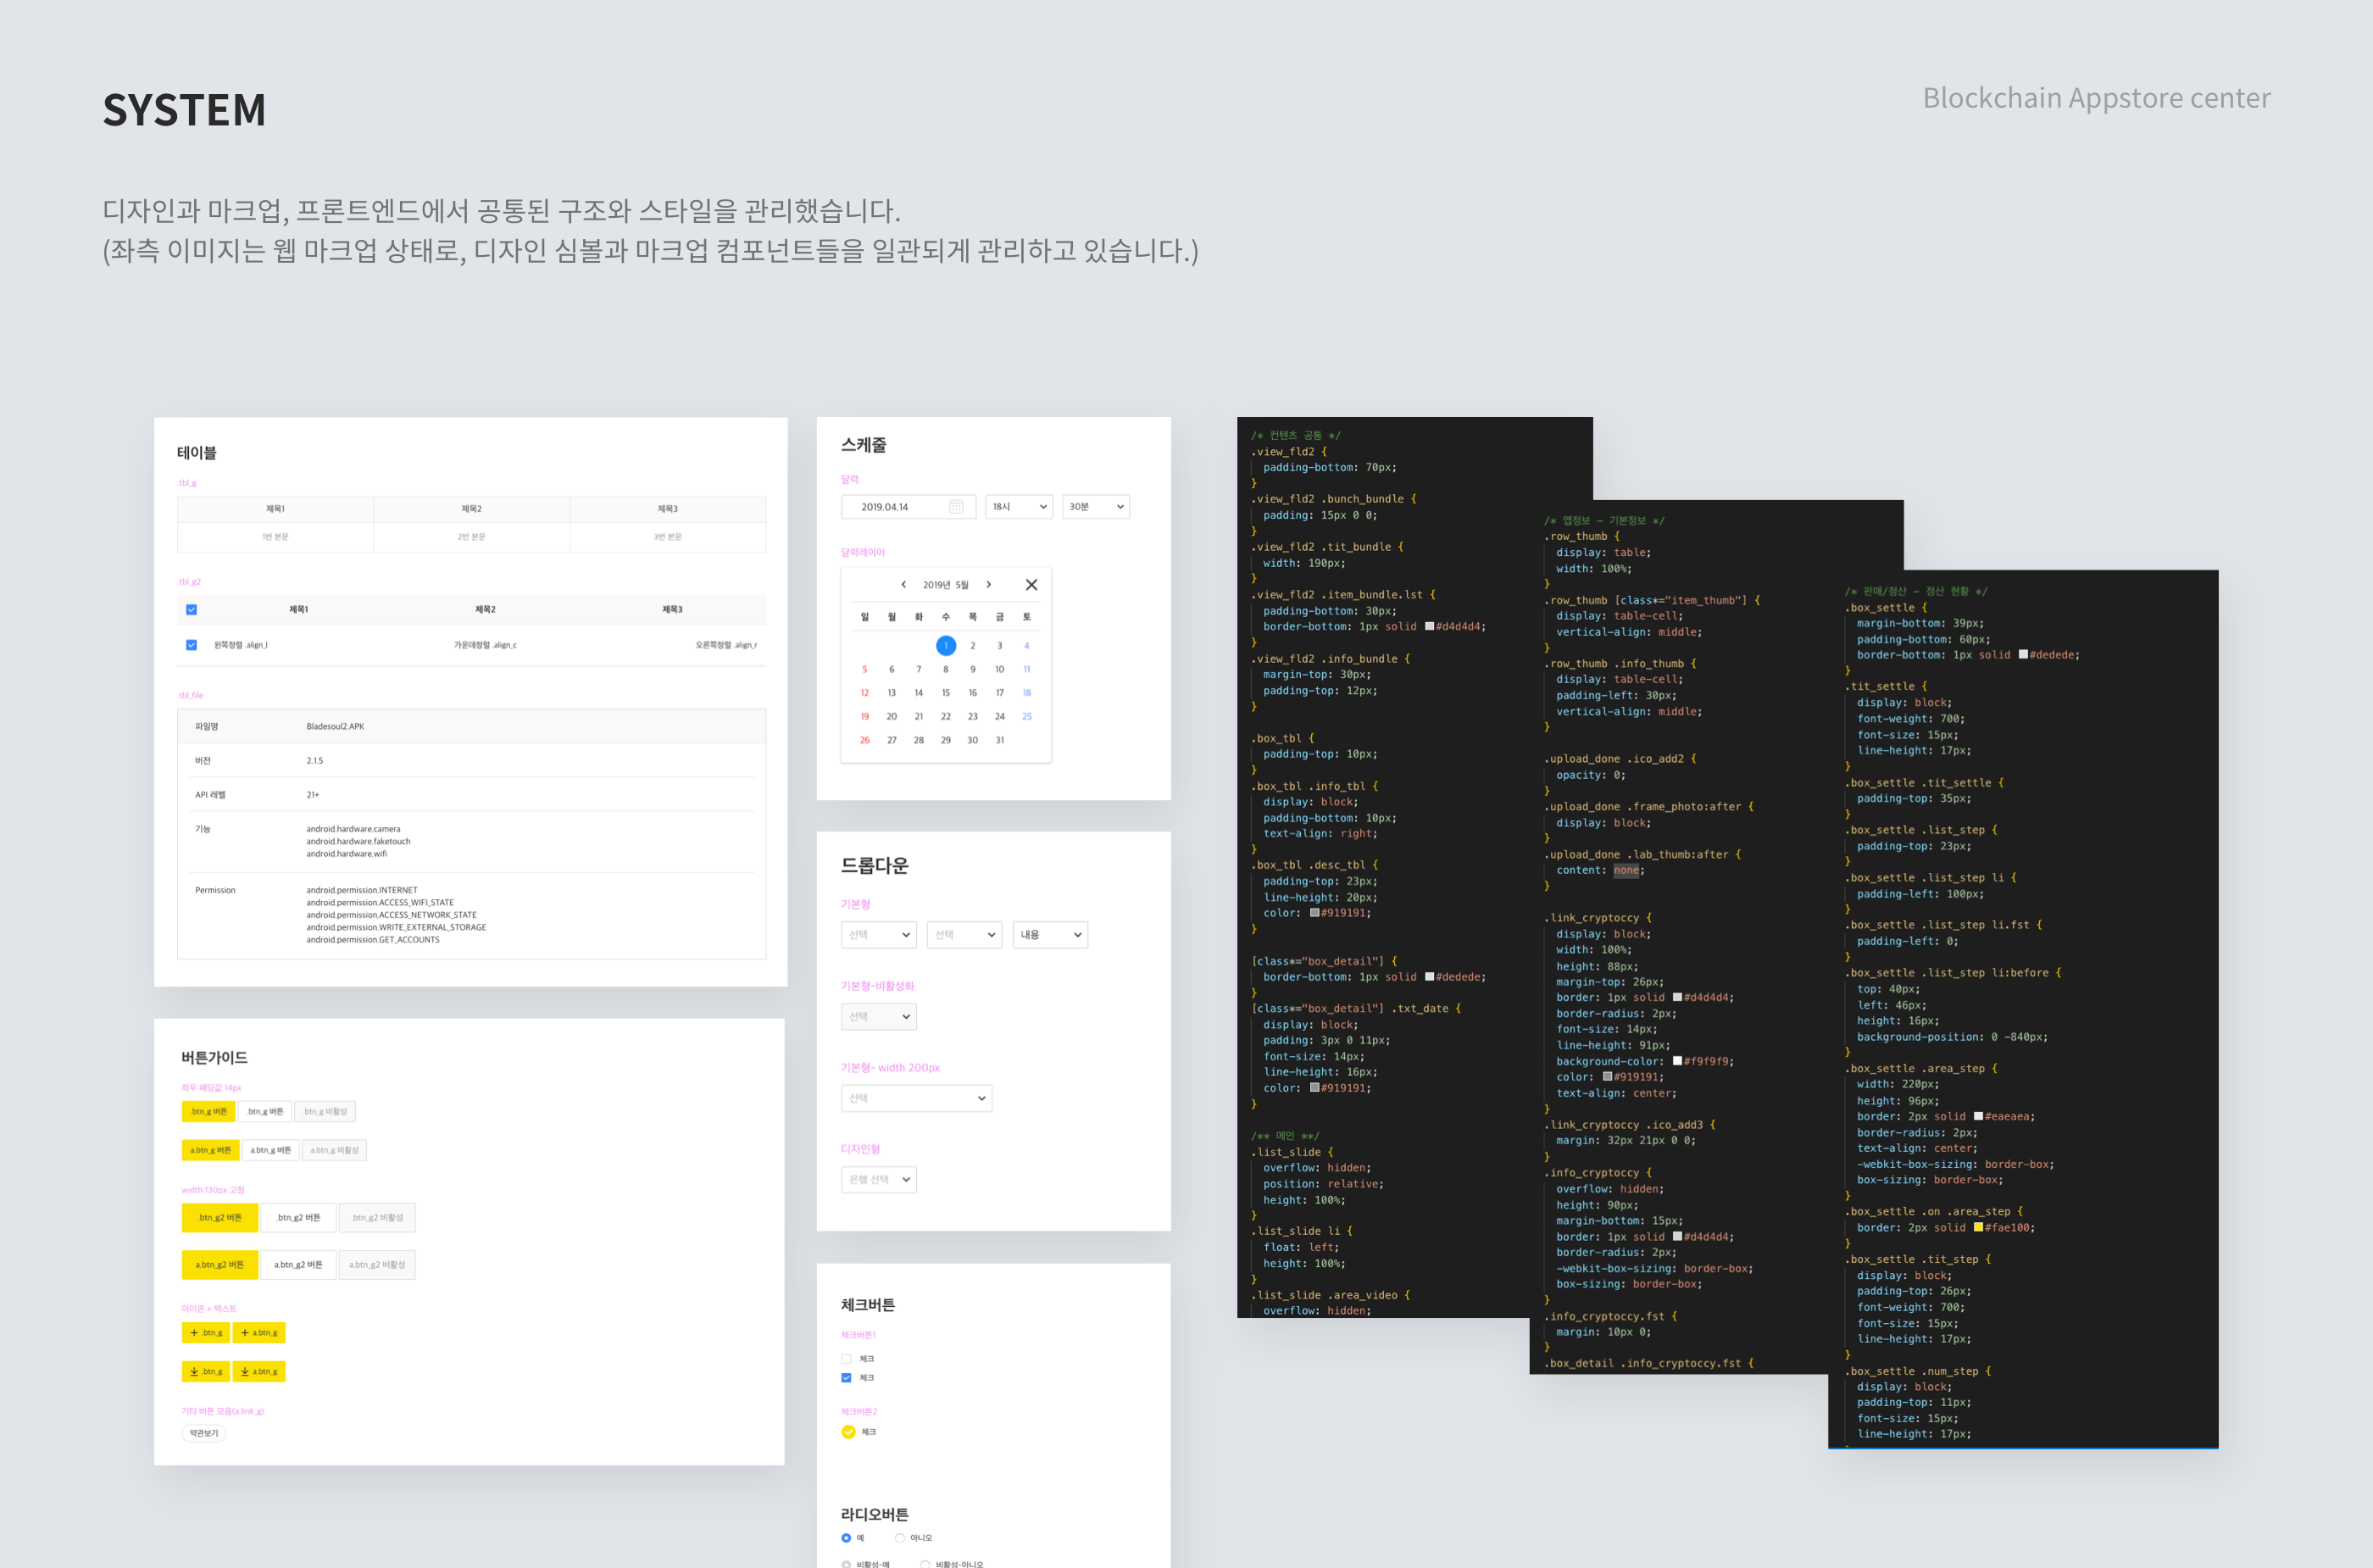 SYSTEM
Blockchain Appstore center
디자인과 마크업, 프론트엔드에서 공통된 구조와 스타일을 관리했습니다.
(좌측 이미지는 웹 마크업 상태로, 디자인 심볼과 마크업 컴포넌트들을 일관되게 관리하고 있습니다.)
테이블
.tbl_g
제목1 제목2 제목3
1번 본문 2번 본문 3번 본문
.tbl_g2
제목1 제목2 제목3
왼쪽정렬 .align_l 가운데정렬 .align_c 오른쪽정렬 .align_r
.tbl_file
파일명 Bladesoul2.APK
버전 2.1.5
API 레벨 21+
기능 android.hardware.camera
android.hardware.faketouch
android.hardware.wifi
Permission android.permission.INTERNET
android.permission.ACCESS_WIFI_STATE
android.permission.ACCESS_NETWORK_STATE
android.permission.WRITE_EXTERNAL_STORAGE
android.permission.GET_ACCOUNTS
버튼가이드
좌우 패딩값 14px
.btn_g 버튼 .btn_g 버튼 .btn_g 비활성
a.btn_g 버튼 a.btn_g 버튼 a.btn_g 비활성
width:130px 고정
.btn_g2 버튼 .btn_g2 버튼 .btn_g2 비활성
a.btn_g2 버튼 a.btn_g2 버튼 a.btn_g2 비활성
아이콘 + 텍스트
.btn_g a.btn_g
.btn_g a.btn_g
기타 버튼 모음(a.link_g)
약관보기
스케줄
달력
2019.04.14 18시 30분
달력레이어
2019년 5월
일 월 화 수 목 금 토
1 2 3 4
5 6 7 8 9 10 11
12 13 14 15 16 17 18
19 20 21 22 23 24 25
26 27 28 29 30 31
드롭다운
기본형
선택 선택 내용
기본형-비활성화
선택
기본형- width 200px
선택
디자인형
은행 선택
체크버튼
체크버튼1
체크
체크
체크버튼2
체크
라디오버튼
예 아니오
비활성-예 비활성-아니오
/* 컨텐츠 공통 */
.view_fld2 {
padding-bottom: 70px;
}
.view_fld2 .bunch_bundle {
padding: 15px 0 0;
}
.view_fld2 .tit_bundle {
width: 190px;
}
.view_fld2 .item_bundle.lst {
padding-bottom: 30px;
border-bottom: 1px solid #d4d4d4;
}
.view_fld2 .info_bundle {
margin-top: 30px;
padding-top: 12px;
}
.box_tbl {
padding-top: 10px;
}
.box_tbl .info_tbl {
display: block;
padding-bottom: 10px;
text-align: right;
}
.box_tbl .desc_tbl {
padding-top: 23px;
line-height: 20px;
color: #919191;
}
[class*="box_detail"] {
border-bottom: 1px solid #dedede;
}
[class*="box_detail"] .txt_date {
display: block;
padding: 3px 0 11px;
font-size: 14px;
line-height: 16px;
color: #919191;
}
/** 메인 **/
.list_slide {
overflow: hidden;
position: relative;
height: 100%;
}
.list_slide li {
float: left;
height: 100%;
}
.list_slide .area_video {
overflow: hidden;
/* 앱정보 - 기본정보 */
.row_thumb {
display: table;
width: 100%;
}
.row_thumb [class*="item_thumb"] {
display: table-cell;
vertical-align: middle;
}
.row_thumb .info_thumb {
display: table-cell;
padding-left: 30px;
vertical-align: middle;
}
.upload_done .ico_add2 {
opacity: 0;
}
.upload_done .frame_photo:after {
display: block;
}
.upload_done .lab_thumb:after {
content: none;
}
.link_cryptoccy {
display: block;
width: 100%;
height: 88px;
margin-top: 26px;
border: 1px solid #d4d4d4;
border-radius: 2px;
font-size: 14px;
line-height: 91px;
background-color: #f9f9f9;
color: #919191;
text-align: center;
}
.link_cryptoccy .ico_add3 {
margin: 32px 21px 0 0;
}
.info_cryptoccy {
overflow: hidden;
height: 90px;
margin-bottom: 15px;
border: 1px solid #d4d4d4;
border-radius: 2px;
-webkit-box-sizing: border-box;
box-sizing: border-box;
}
.info_cryptoccy.fst {
margin: 10px 0;
}
.box_detail .info_cryptoccy.fst {
/* 판매/정산 - 정산 현황 */
.box_settle {
margin-bottom: 39px;
padding-bottom: 60px;
border-bottom: 1px solid #dedede;
}
.tit_settle {
display: block;
font-weight: 700;
font-size: 15px;
line-height: 17px;
}
.box_settle .tit_settle {
padding-top: 35px;
}
.box_settle .list_step {
padding-top: 23px;
}
.box_settle .list_step li {
padding-left: 100px;
}
.box_settle .list_step li.fst {
padding-left: 0;
}
.box_settle .list_step li:before {
top: 40px;
left: 46px;
height: 16px;
background-position: 0 -840px;
}
.box_settle .area_step {
width: 220px;
height: 96px;
border: 2px solid #eaeaea;
border-radius: 2px;
text-align: center;
-webkit-box-sizing: border-box;
box-sizing: border-box;
}
.box_settle .on .area_step {
border: 2px solid #fae100;
}
.box_settle .tit_step {
display: block;
padding-top: 26px;
font-weight: 700;
font-size: 15px;
line-height: 17px;
}
.box_settle .num_step {
display: block;
padding-top: 11px;
font-size: 15px;
line-height: 17px;